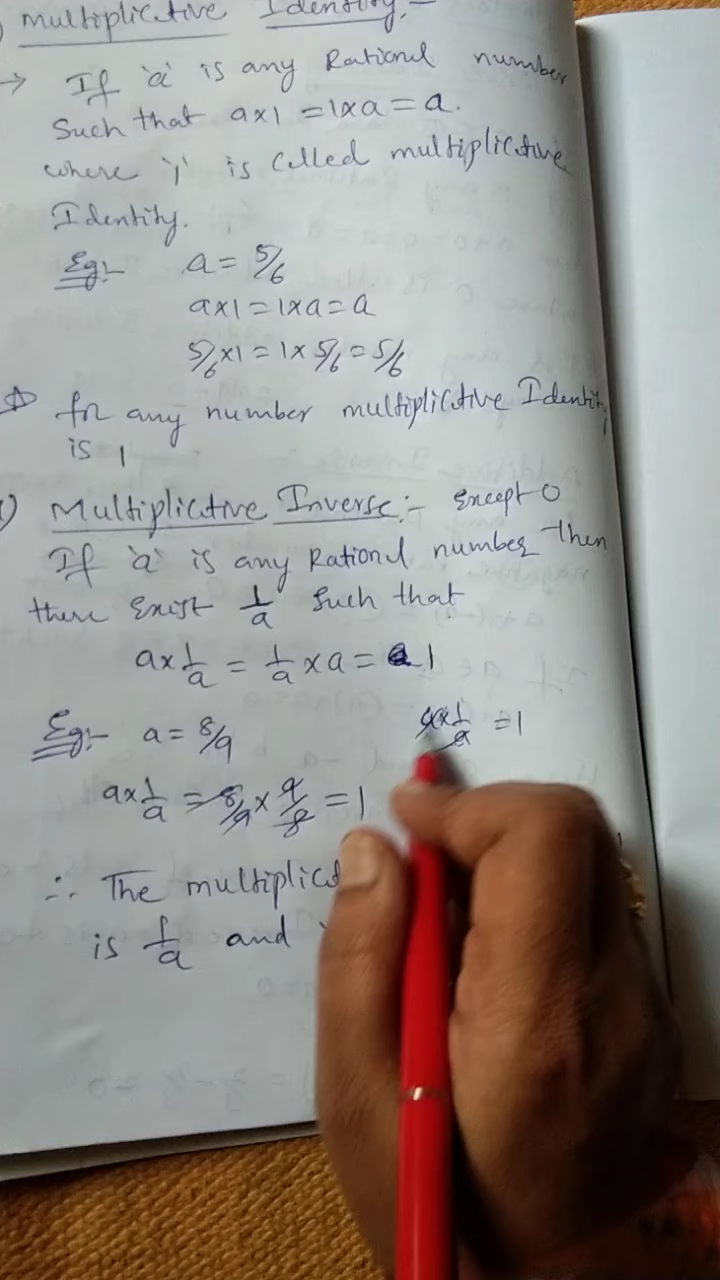 Multiplicative Identity:-
→ If 'a' is any Rational number
Such that a×1 = 1×a = a.
where '1' is Called multiplicative
Identity.
Eg:- a = 5/6
a×1 = 1×a = a
5/6×1 = 1×5/6 = 5/6
for any number multiplicative Identity
is 1
Multiplicative Inverse:- Except 0
If 'a' is any Rational number Then
there Exist 1/a Such that
a×1/a = 1/a×a = 1
Eg:- a = 8/9
a×1/a = 1
a×1/a = 8/9×9/8 = 1
∴ The multiplica
is 1/a and